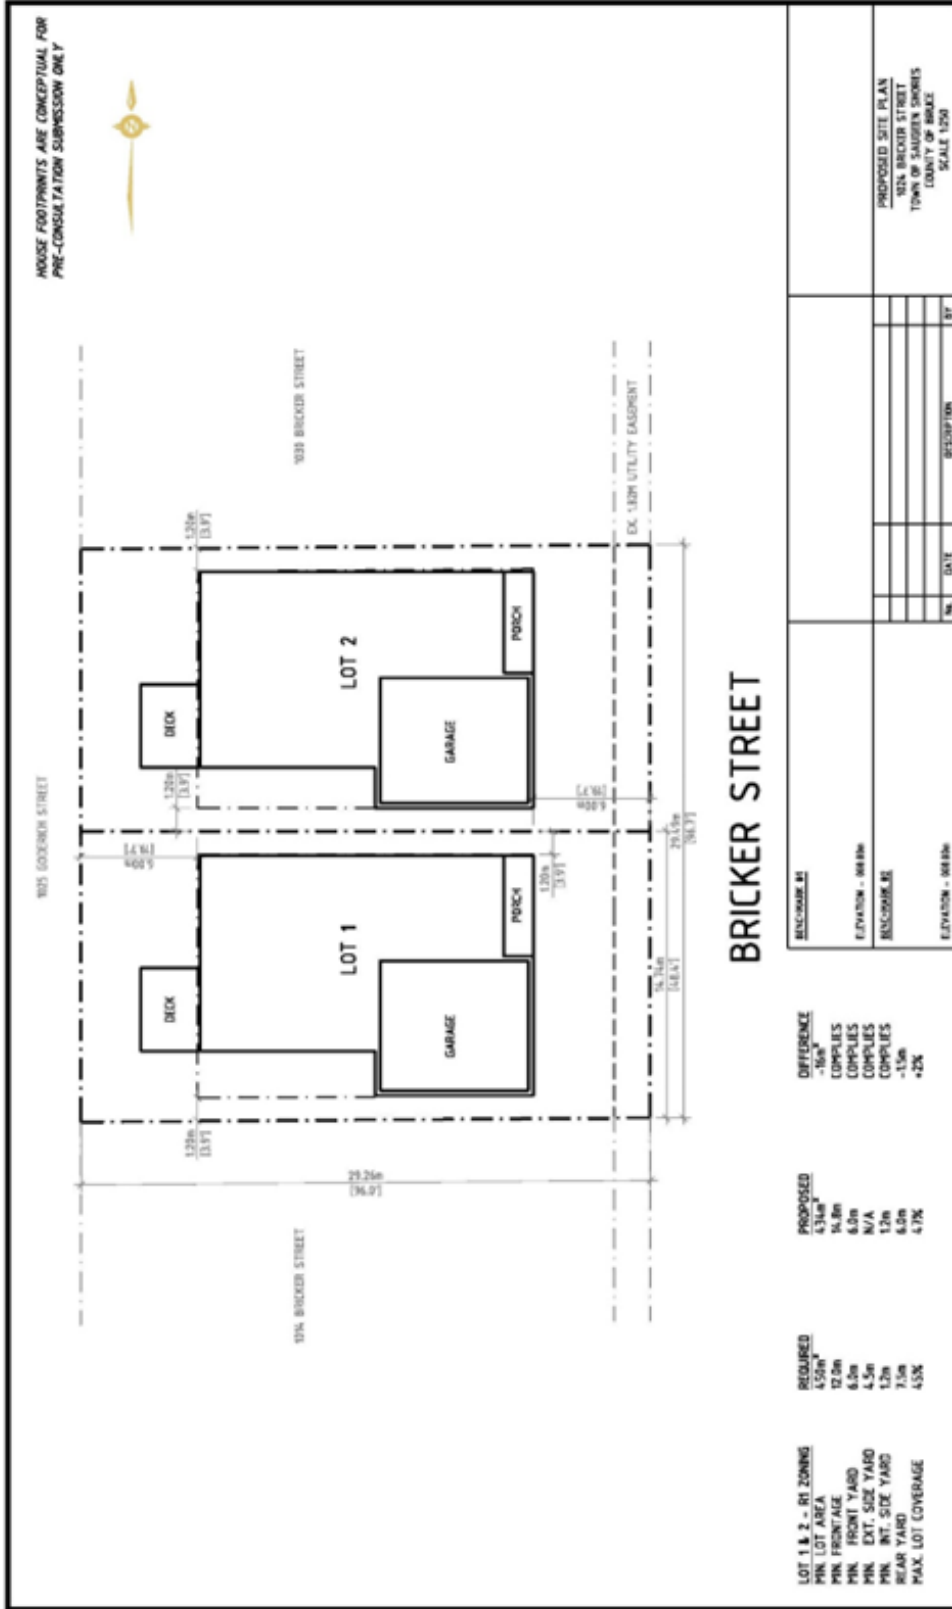 HOUSE FOOTPRINTS ARE CONCEPTUAL FOR
PRE-CONSULTATION SUBMISSION ONLY
1025 GODERICH STREET
1014 BRICKER STREET
1030 BRICKER STREET
DECK
DECK
1.20m
[3.9']
6.00m
[19.7']
1.20m
[3.9']
1.20m
[3.9']
LOT 1
LOT 2
29.26m
[96.0']
GARAGE
PORCH
GARAGE
PORCH
1.20m
[3.9']
6.00m
[19.7']
EX. 1.82M UTILITY EASEMENT
14.74m
[48.4']
29.49m
[96.7']
BRICKER STREET
LOT 1 & 2 - R1 ZONING REQUIRED PROPOSED DIFFERENCE
MIN. LOT AREA 450m² 434m² -16m²
MIN. FRONTAGE 12.0m 14.8m COMPLIES
MIN. FRONT YARD 6.0m 6.0m COMPLIES
MIN. EXT. SIDE YARD 4.5m N/A COMPLIES
MIN. INT. SIDE YARD 1.2m 1.2m COMPLIES
REAR YARD 7.5m 6.0m -1.5m
MAX. LOT COVERAGE 45% 47% +2%
BENCHMARK #1
ELEVATION -
BENCHMARK #2
ELEVATION -
No. DATE DESCRIPTION BY
PROPOSED SITE PLAN
1024 BRICKER STREET
TOWN OF SAUGEEN SHORES
COUNTY OF BRUCE
SCALE 1:250